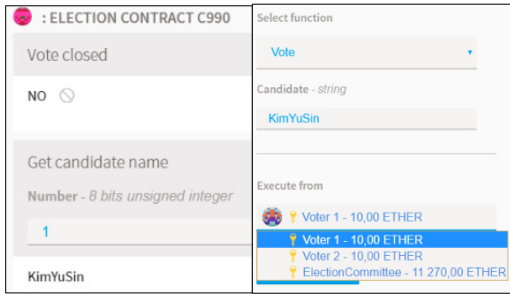 : ELECTION CONTRACT C990
Vote closed
NO
Get candidate name
Number - 8 bits unsigned integer
1
KimYuSin
Select function
Vote
Candidate - string
KimYuSin
Execute from
Voter 1 - 10,00 ETHER
Voter 1 - 10,00 ETHER
Voter 2 - 10,00 ETHER
ElectionCommittee - 11 270,00 ETHER